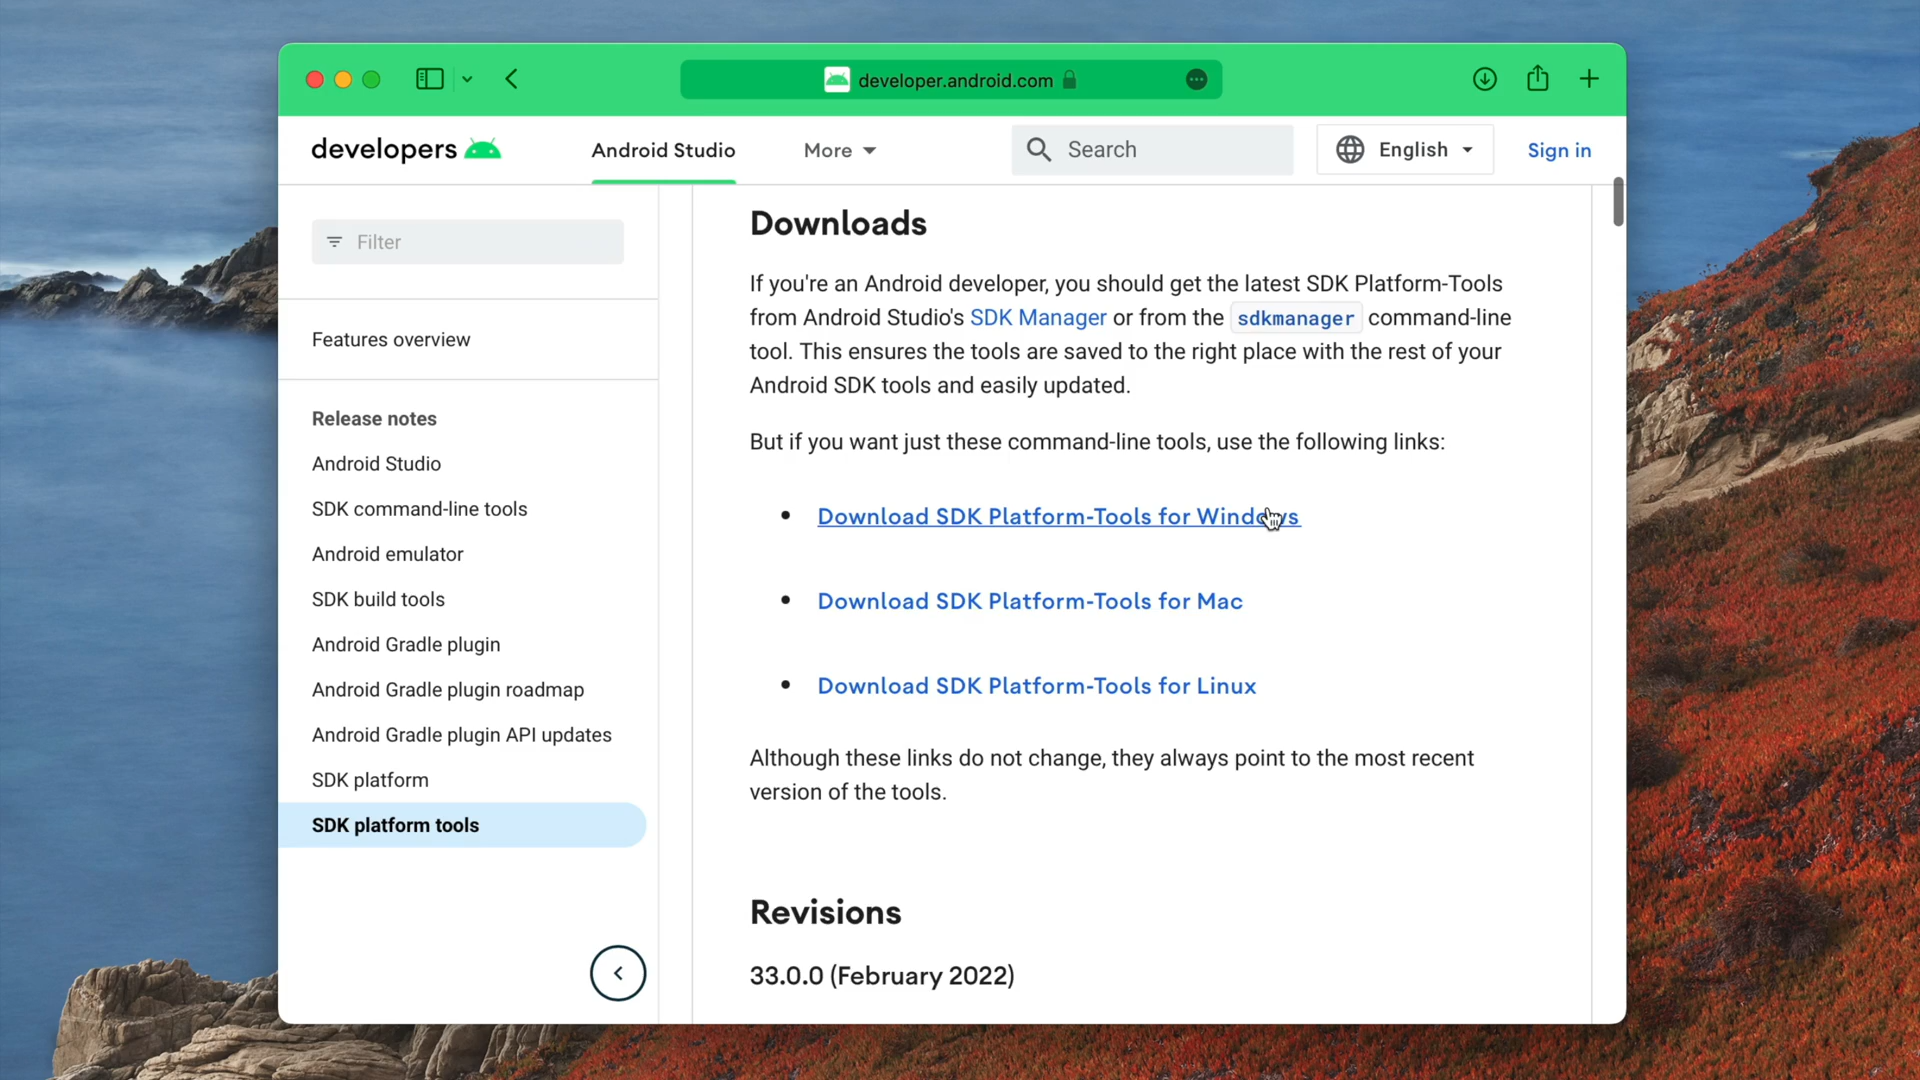 developer.android.com
developers
Android Studio
More
Search
English
Sign in
Filter
Features overview
Release notes
Android Studio
SDK command-line tools
Android emulator
SDK build tools
Android Gradle plugin
Android Gradle plugin roadmap
Android Gradle plugin API updates
SDK platform
SDK platform tools
Downloads
If you're an Android developer, you should get the latest SDK Platform-Tools
from Android Studio's SDK Manager or from the sdkmanager command-line
tool. This ensures the tools are saved to the right place with the rest of your
Android SDK tools and easily updated.
But if you want just these command-line tools, use the following links:
• Download SDK Platform-Tools for Windows
• Download SDK Platform-Tools for Mac
• Download SDK Platform-Tools for Linux
Although these links do not change, they always point to the most recent
version of the tools.
Revisions
33.0.0 (February 2022)